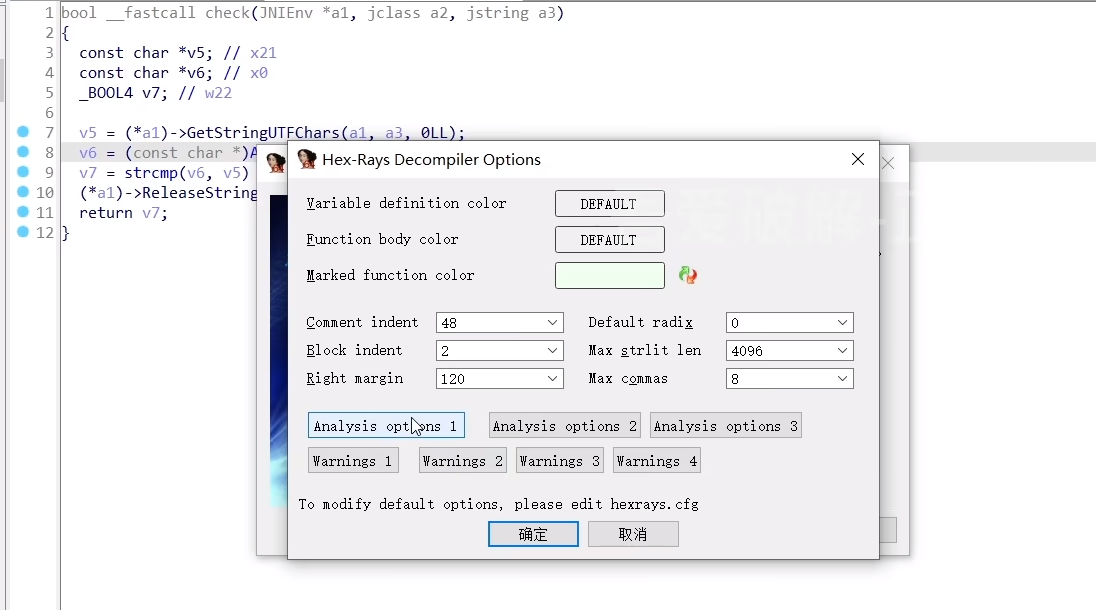 1 bool __fastcall check(JNIEnv *a1, jclass a2, jstring a3)
2 {
3 const char *v5; // x21
4 const char *v6; // x0
5 _BOOL4 v7; // w22
6
7 v5 = (*a1)->GetStringUTFChars(a1, a3, 0LL);
8 v6 = (const char *)A
9 v7 = strcmp(v6, v5)
10 (*a1)->ReleaseString
11 return v7;
12 }
Hex-Rays Decompiler Options
Variable definition color DEFAULT
Function body color DEFAULT
Marked function color
Comment indent 48 Default radix 0
Block indent 2 Max strlit len 4096
Right margin 120 Max commas 8
Analysis options 1 Analysis options 2 Analysis options 3
Warnings 1 Warnings 2 Warnings 3 Warnings 4
To modify default options, please edit hexrays.cfg
确定 取消